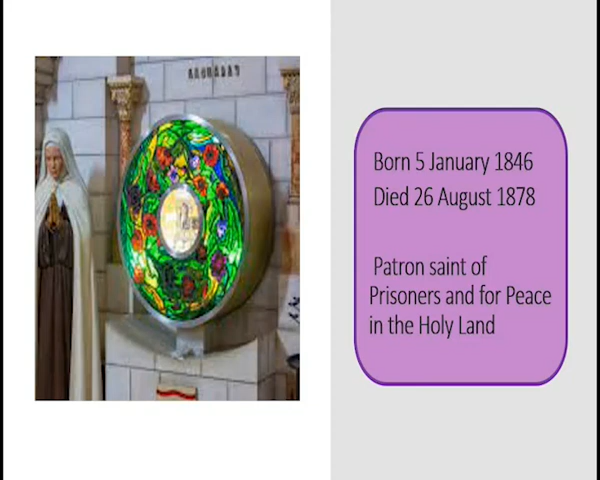 Born 5 January 1846
Died 26 August 1878
Patron saint of
Prisoners and for Peace
in the Holy Land